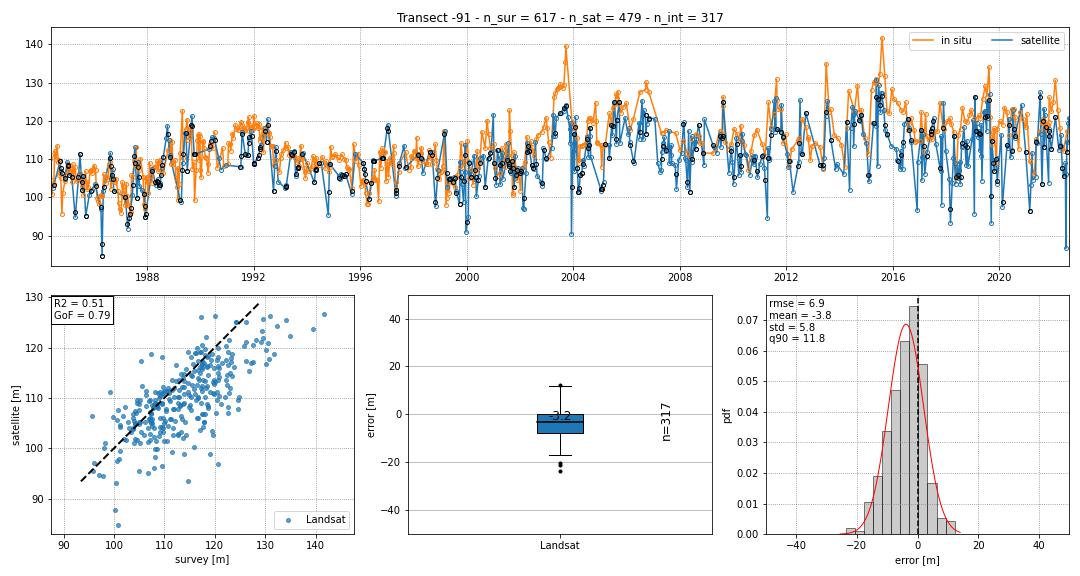 Transect -91 - n_sur = 617 - n_sat = 479 - n_int = 317
in situ satellite
140
130
120
110
100
90
1988 1992 1996 2000 2004 2008 2012 2016 2020
R2 = 0.51
GoF = 0.79
130
120
110
100
90
satellite [m]
Landsat
90 100 110 120 130 140
survey [m]
40
20
0
−20
−40
error [m]
-3.2
n=317
Landsat
rmse = 6.9
mean = -3.8
std = 5.8
q90 = 11.8
0.07
0.06
0.05
0.04
0.03
0.02
0.01
0.00
pdf
−40 −20 0 20 40
error [m]